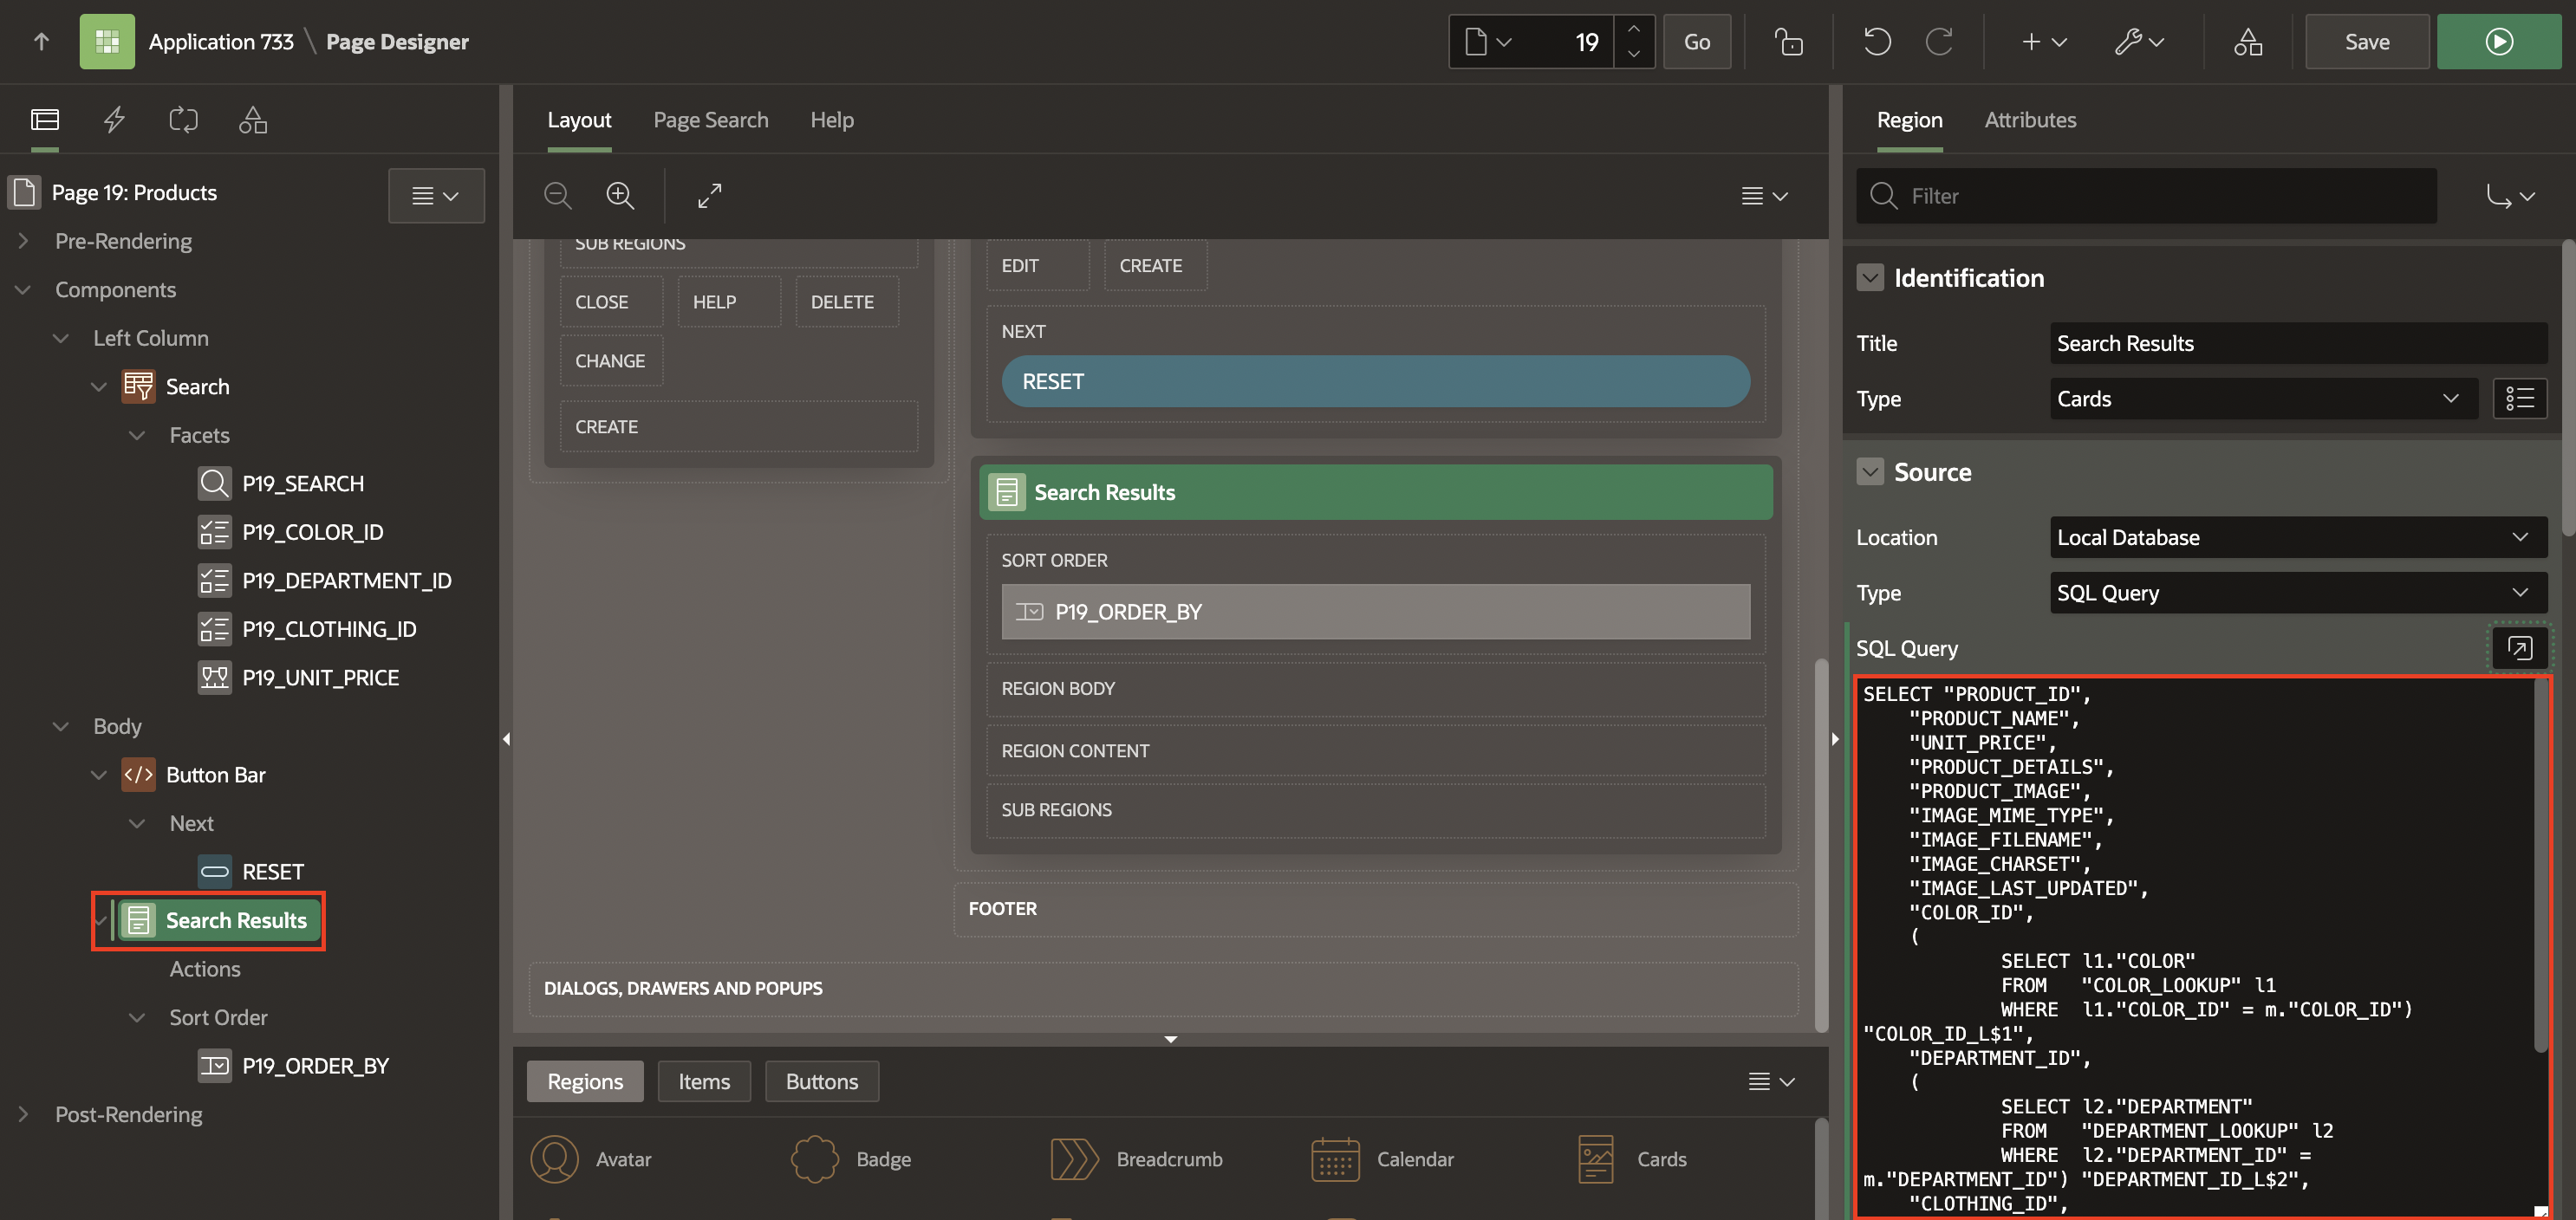 Application 733 \ Page Designer
19
Go
Save
Page 19: Products
Pre-Rendering
Components
Left Column
Search
Facets
P19_SEARCH
P19_COLOR_ID
P19_DEPARTMENT_ID
P19_CLOTHING_ID
P19_UNIT_PRICE
Body
Button Bar
Next
RESET
Search Results
Actions
Sort Order
P19_ORDER_BY
Post-Rendering
Layout Page Search Help
SUB REGIONS
CLOSE HELP DELETE
CHANGE
CREATE
EDIT CREATE
NEXT
RESET
Search Results
SORT ORDER
P19_ORDER_BY
REGION BODY
REGION CONTENT
SUB REGIONS
FOOTER
DIALOGS, DRAWERS AND POPUPS
Regions Items Buttons
Avatar Badge Breadcrumb Calendar Cards
Region Attributes
Filter
Identification
Title Search Results
Type Cards
Source
Location Local Database
Type SQL Query
SQL Query
SELECT "PRODUCT_ID",
"PRODUCT_NAME",
"UNIT_PRICE",
"PRODUCT_DETAILS",
"PRODUCT_IMAGE",
"IMAGE_MIME_TYPE",
"IMAGE_FILENAME",
"IMAGE_CHARSET",
"IMAGE_LAST_UPDATED",
"COLOR_ID",
(
SELECT l1."COLOR"
FROM "COLOR_LOOKUP" l1
WHERE l1."COLOR_ID" = m."COLOR_ID")
"COLOR_ID_L$1",
"DEPARTMENT_ID",
(
SELECT l2."DEPARTMENT"
FROM "DEPARTMENT_LOOKUP" l2
WHERE l2."DEPARTMENT_ID" =
m."DEPARTMENT_ID") "DEPARTMENT_ID_L$2",
"CLOTHING_ID",